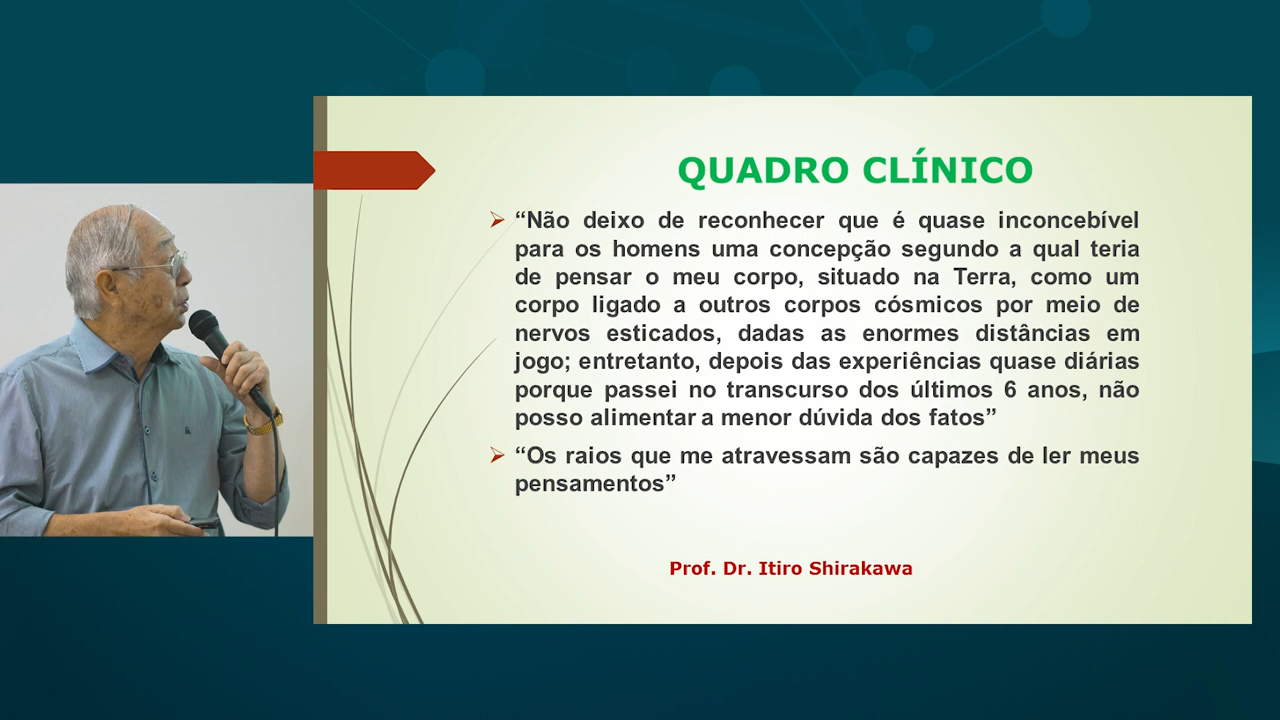 QUADRO CLÍNICO
“Não deixo de reconhecer que é quase inconcebível
para os homens uma concepção segundo a qual teria
de pensar o meu corpo, situado na Terra, como um
corpo ligado a outros corpos cósmicos por meio de
nervos esticados, dadas as enormes distâncias em
jogo; entretanto, depois das experiências quase diárias
porque passei no transcurso dos últimos 6 anos, não
posso alimentar a menor dúvida dos fatos”
“Os raios que me atravessam são capazes de ler meus
pensamentos”
Prof. Dr. Itiro Shirakawa